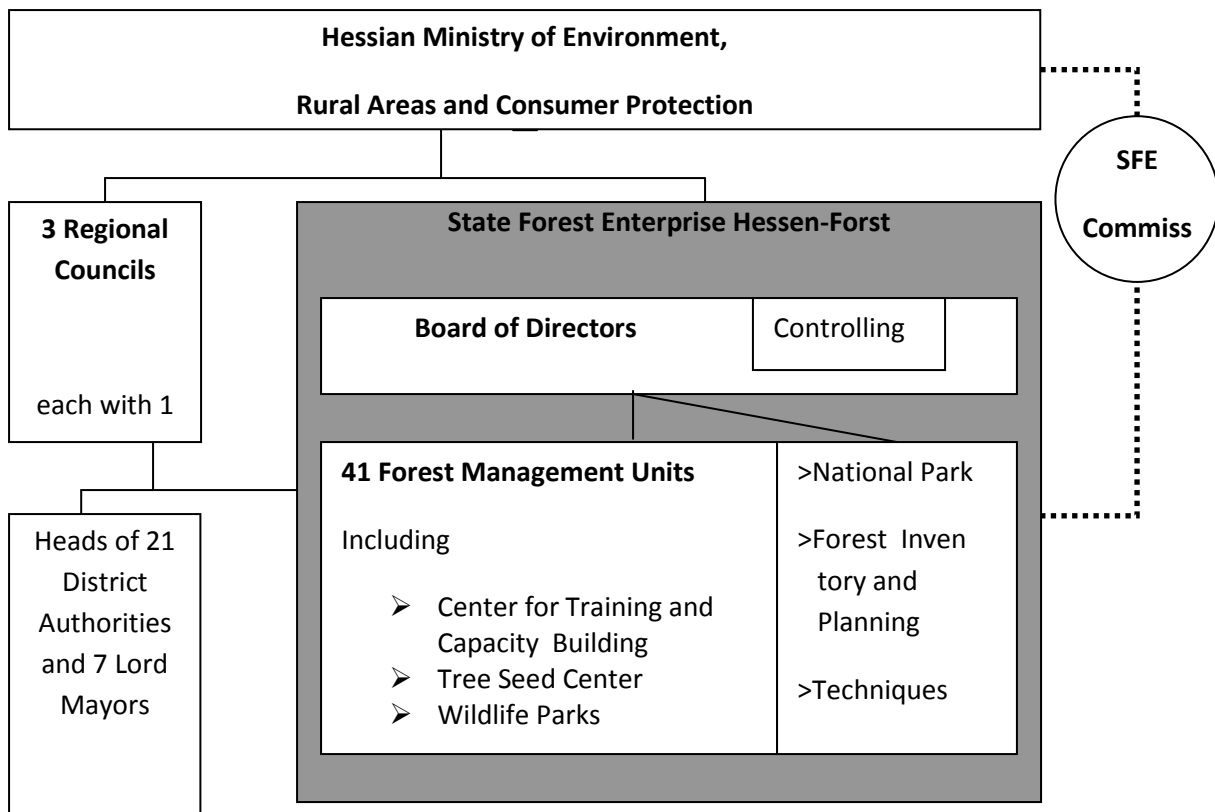 Hessian Ministry of Environment,
Rural Areas and Consumer Protection
SFE
Commiss
3 Regional
Councils
each with 1
State Forest Enterprise Hessen-Forst
Board of Directors
Controlling
41 Forest Management Units
Including
➢ Center for Training and
Capacity Building
➢ Tree Seed Center
➢ Wildlife Parks
>National Park
>Forest Inven
tory and
Planning
>Techniques
Heads of 21
District
Authorities
and 7 Lord
Mayors